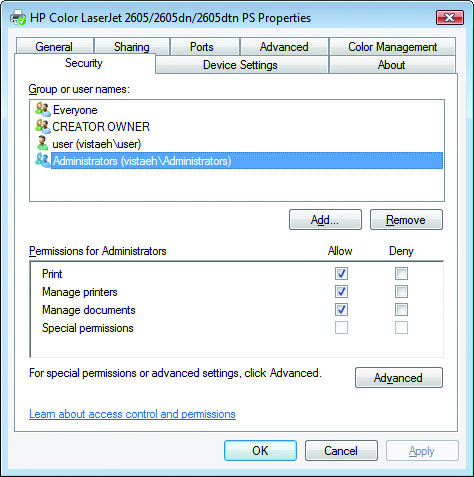 HP Color LaserJet 2605/2605dn/2605dtn PS Properties
General Sharing Ports Advanced Color Management
Security Device Settings About
Group or user names:
Everyone
CREATOR OWNER
user (vistaeh\user)
Administrators (vistaeh\Administrators)
Add... Remove
Permissions for Administrators Allow Deny
Print
Manage printers
Manage documents
Special permissions
For special permissions or advanced settings, click Advanced. Advanced
Learn about access control and permissions
OK Cancel Apply